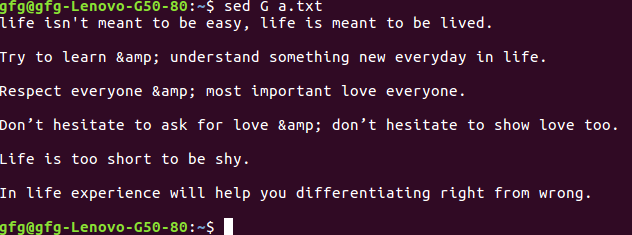 gfg@gfg-Lenovo-G50-80:~$ sed G a.txt
life isn't meant to be easy, life is meant to be lived.
Try to learn &amp; understand something new everyday in life.
Respect everyone &amp; most important love everyone.
Don’t hesitate to ask for love &amp; don’t hesitate to show love too.
Life is too short to be shy.
In life experience will help you differentiating right from wrong.
gfg@gfg-Lenovo-G50-80:~$